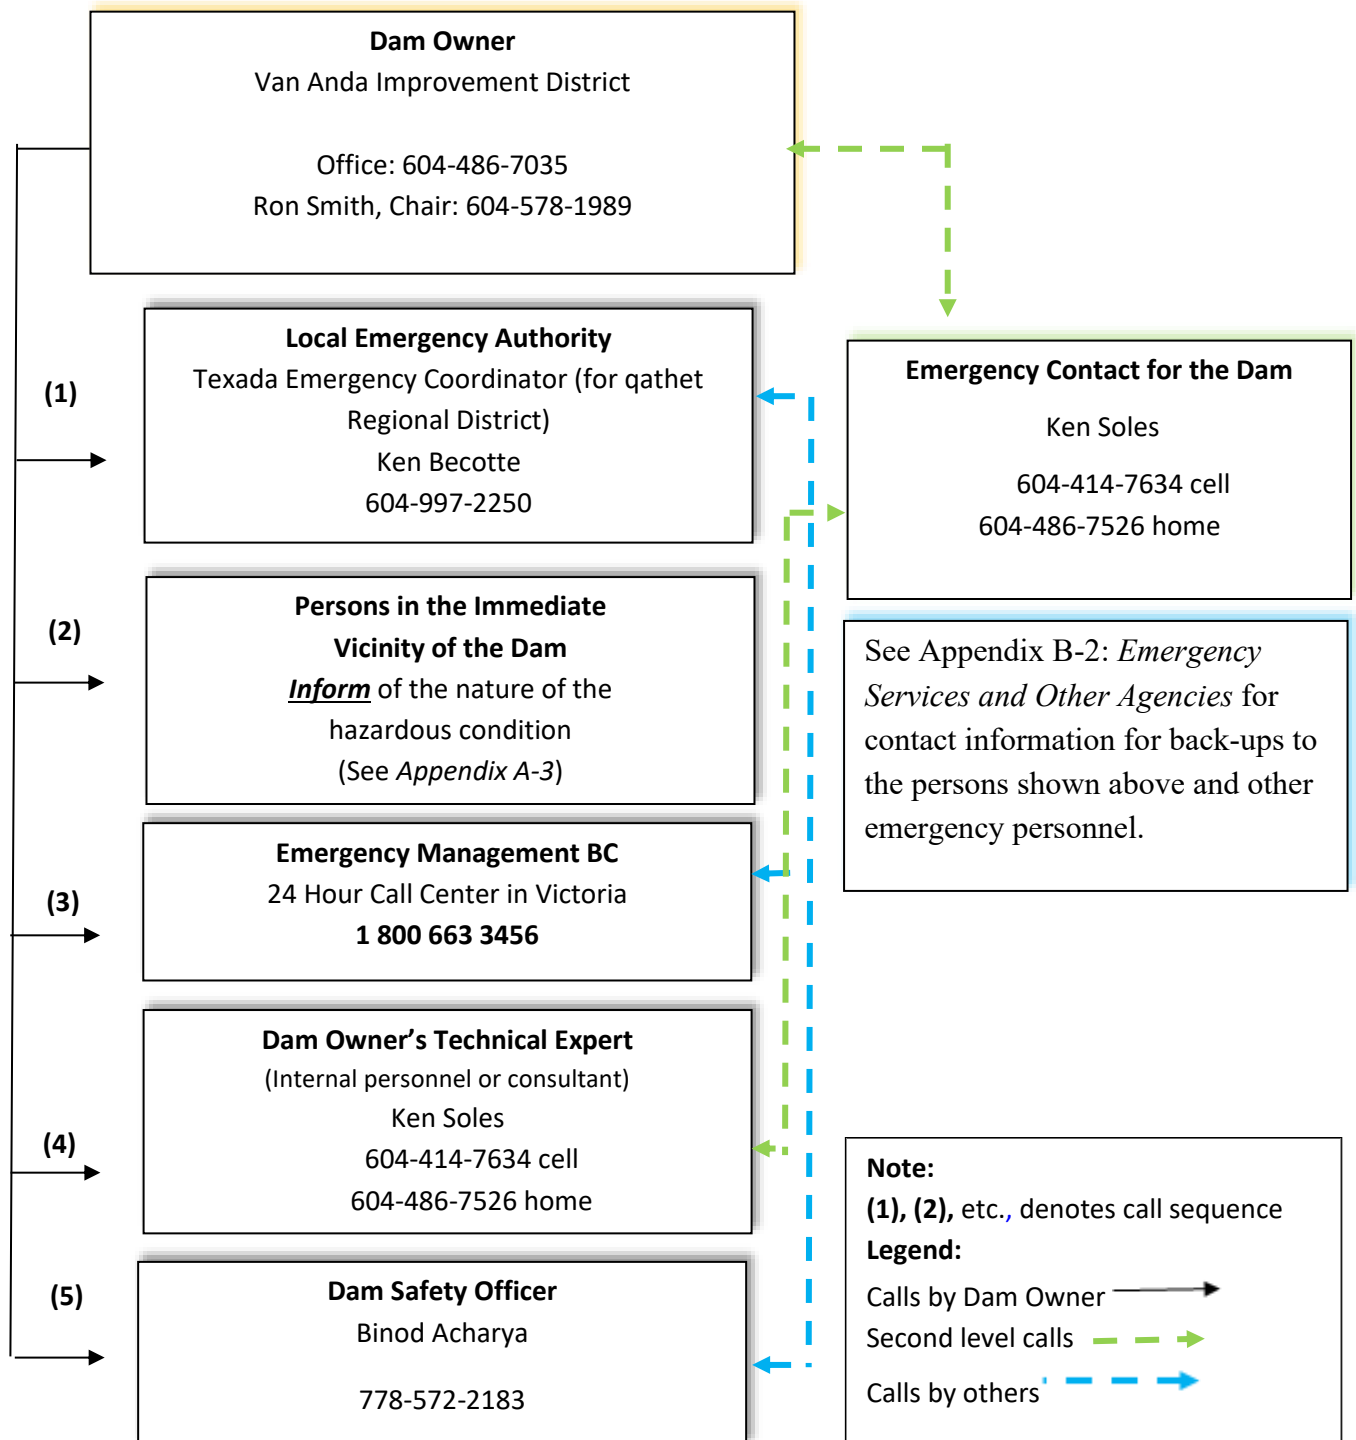 Dam Owner
Van Anda Improvement District
Office: 604-486-7035
Ron Smith, Chair: 604-578-1989
(1)
Local Emergency Authority
Texada Emergency Coordinator (for qathet
Regional District)
Ken Becotte
604-997-2250
Emergency Contact for the Dam
Ken Soles
604-414-7634 cell
604-486-7526 home
(2)
Persons in the Immediate
Vicinity of the Dam
Inform of the nature of the
hazardous condition
(See Appendix A-3)
See Appendix B-2: Emergency
Services and Other Agencies for
contact information for back-ups to
the persons shown above and other
emergency personnel.
(3)
Emergency Management BC
24 Hour Call Center in Victoria
1 800 663 3456
(4)
Dam Owner’s Technical Expert
(Internal personnel or consultant)
Ken Soles
604-414-7634 cell
604-486-7526 home
(5)
Dam Safety Officer
Binod Acharya
778-572-2183
Note:
(1), (2), etc., denotes call sequence
Legend:
Calls by Dam Owner
Second level calls
Calls by others